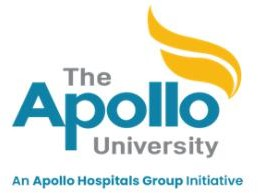 The
Apollo
University
An Apollo Hospitals Group Initiative